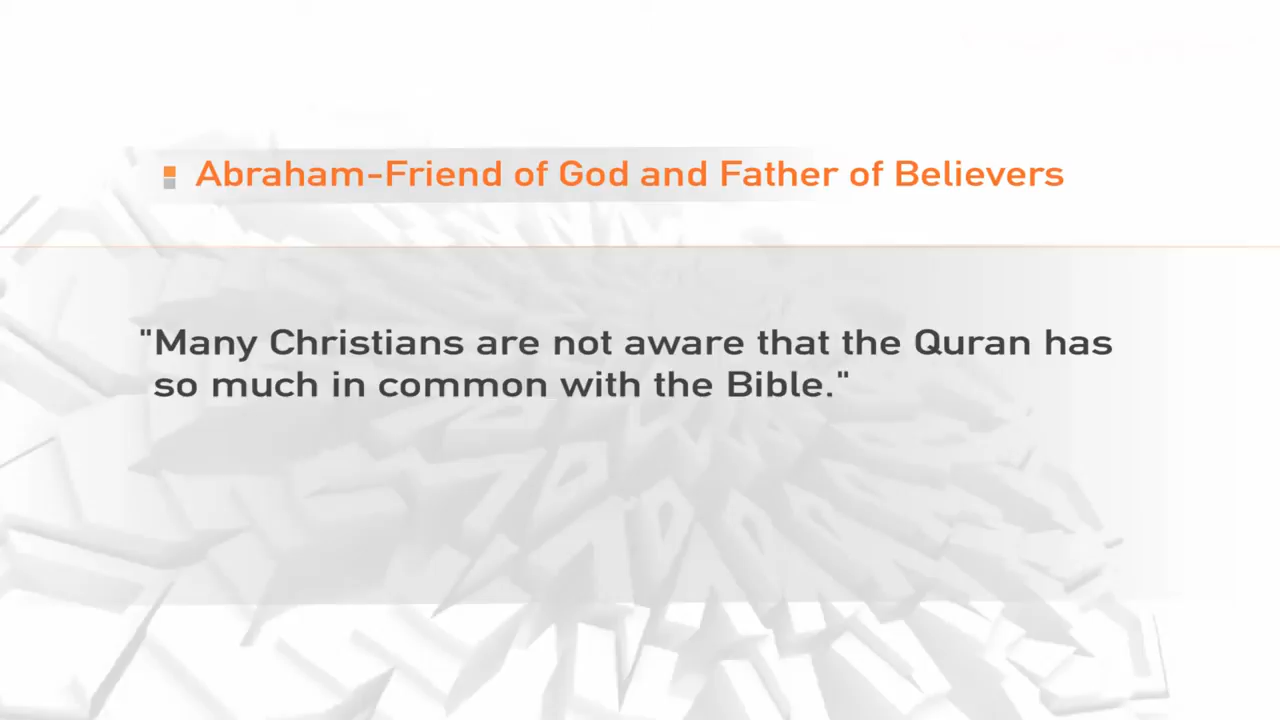 Abraham-Friend of God and Father of Believers
"Many Christians are not aware that the Quran has
so much in common with the Bible."